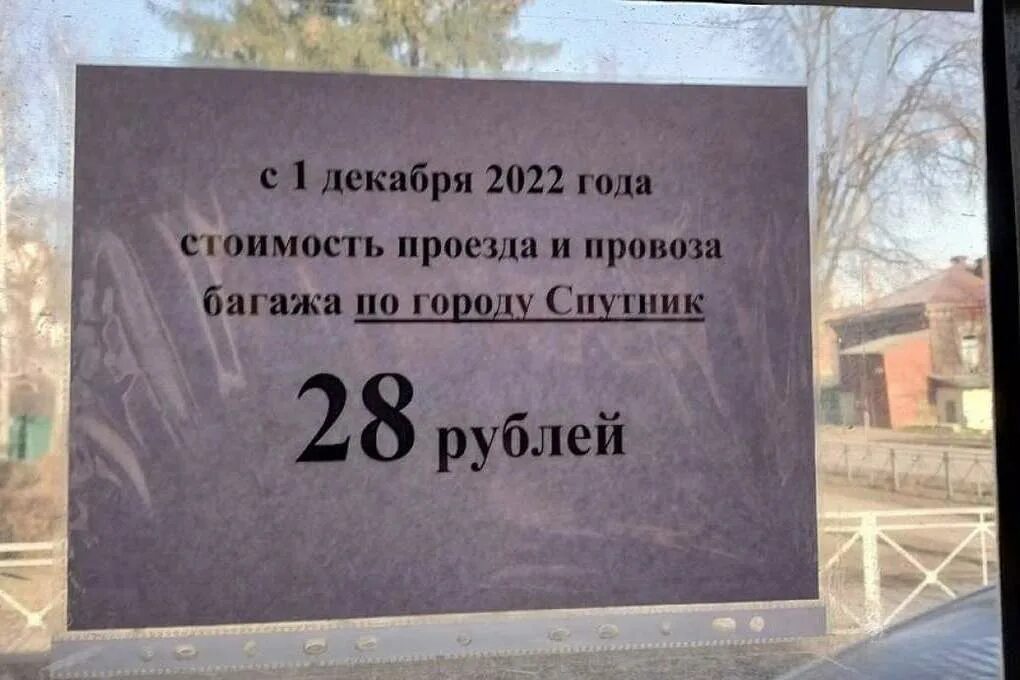 с 1 декабря 2022 года
стоимость проезда и провоза
багажа по городу Спутник
28 рублей